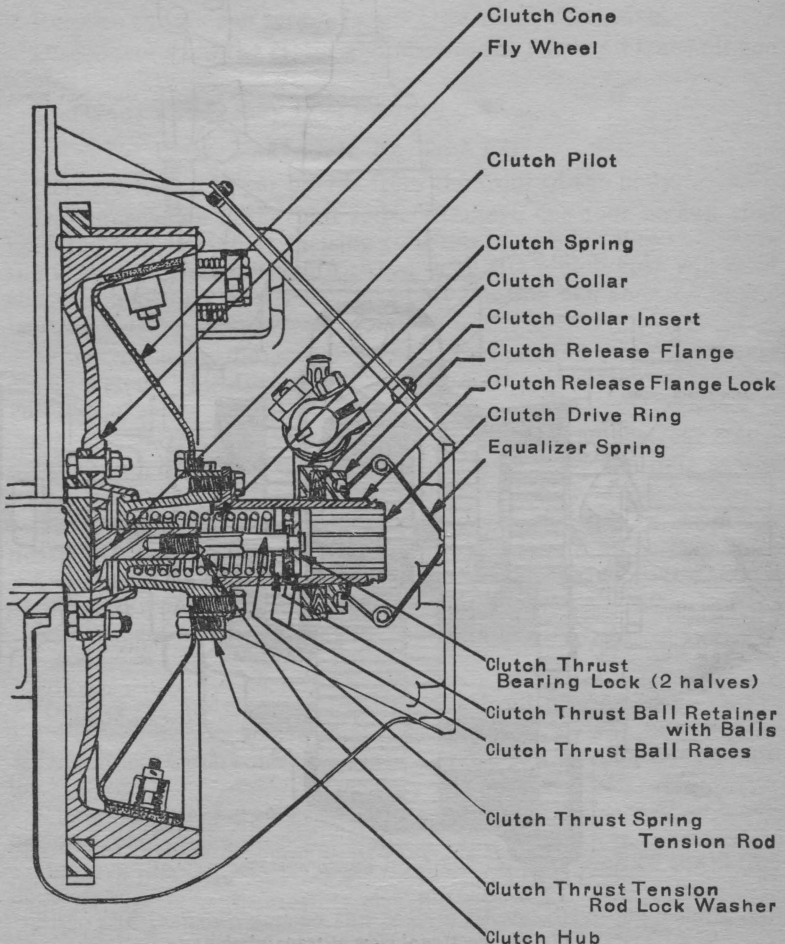 Clutch Cone
Fly Wheel
Clutch Pilot
Clutch Spring
Clutch Collar
Clutch Collar Insert
Clutch Release Flange
Clutch Release Flange Lock
Clutch Drive Ring
Equalizer Spring
Clutch Thrust
Bearing Lock (2 halves)
Clutch Thrust Ball Retainer
with Balls
Clutch Thrust Ball Races
Clutch Thrust Spring
Tension Rod
Clutch Thrust Tension
Rod Lock Washer
Clutch Hub